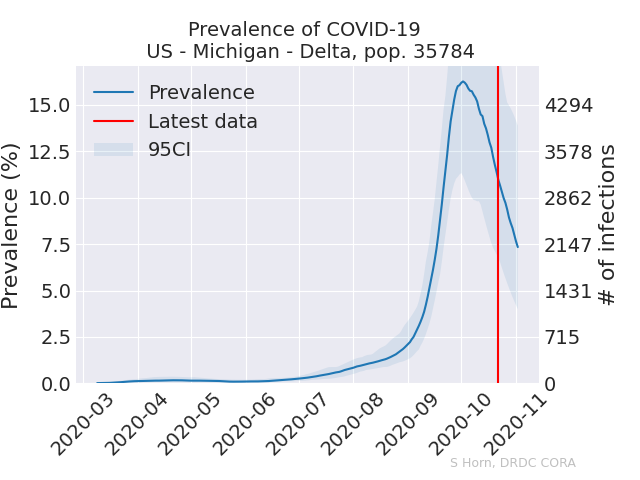 Prevalence of COVID-19
US - Michigan - Delta, pop. 35784
Prevalence
Latest data
95CI
Prevalence (%)
15.0
12.5
10.0
7.5
5.0
2.5
0.0
4294
3578
2862
2147
1431
715
0
# of infections
2020-03
2020-04
2020-05
2020-06
2020-07
2020-08
2020-09
2020-10
2020-11
S Horn, DRDC CORA